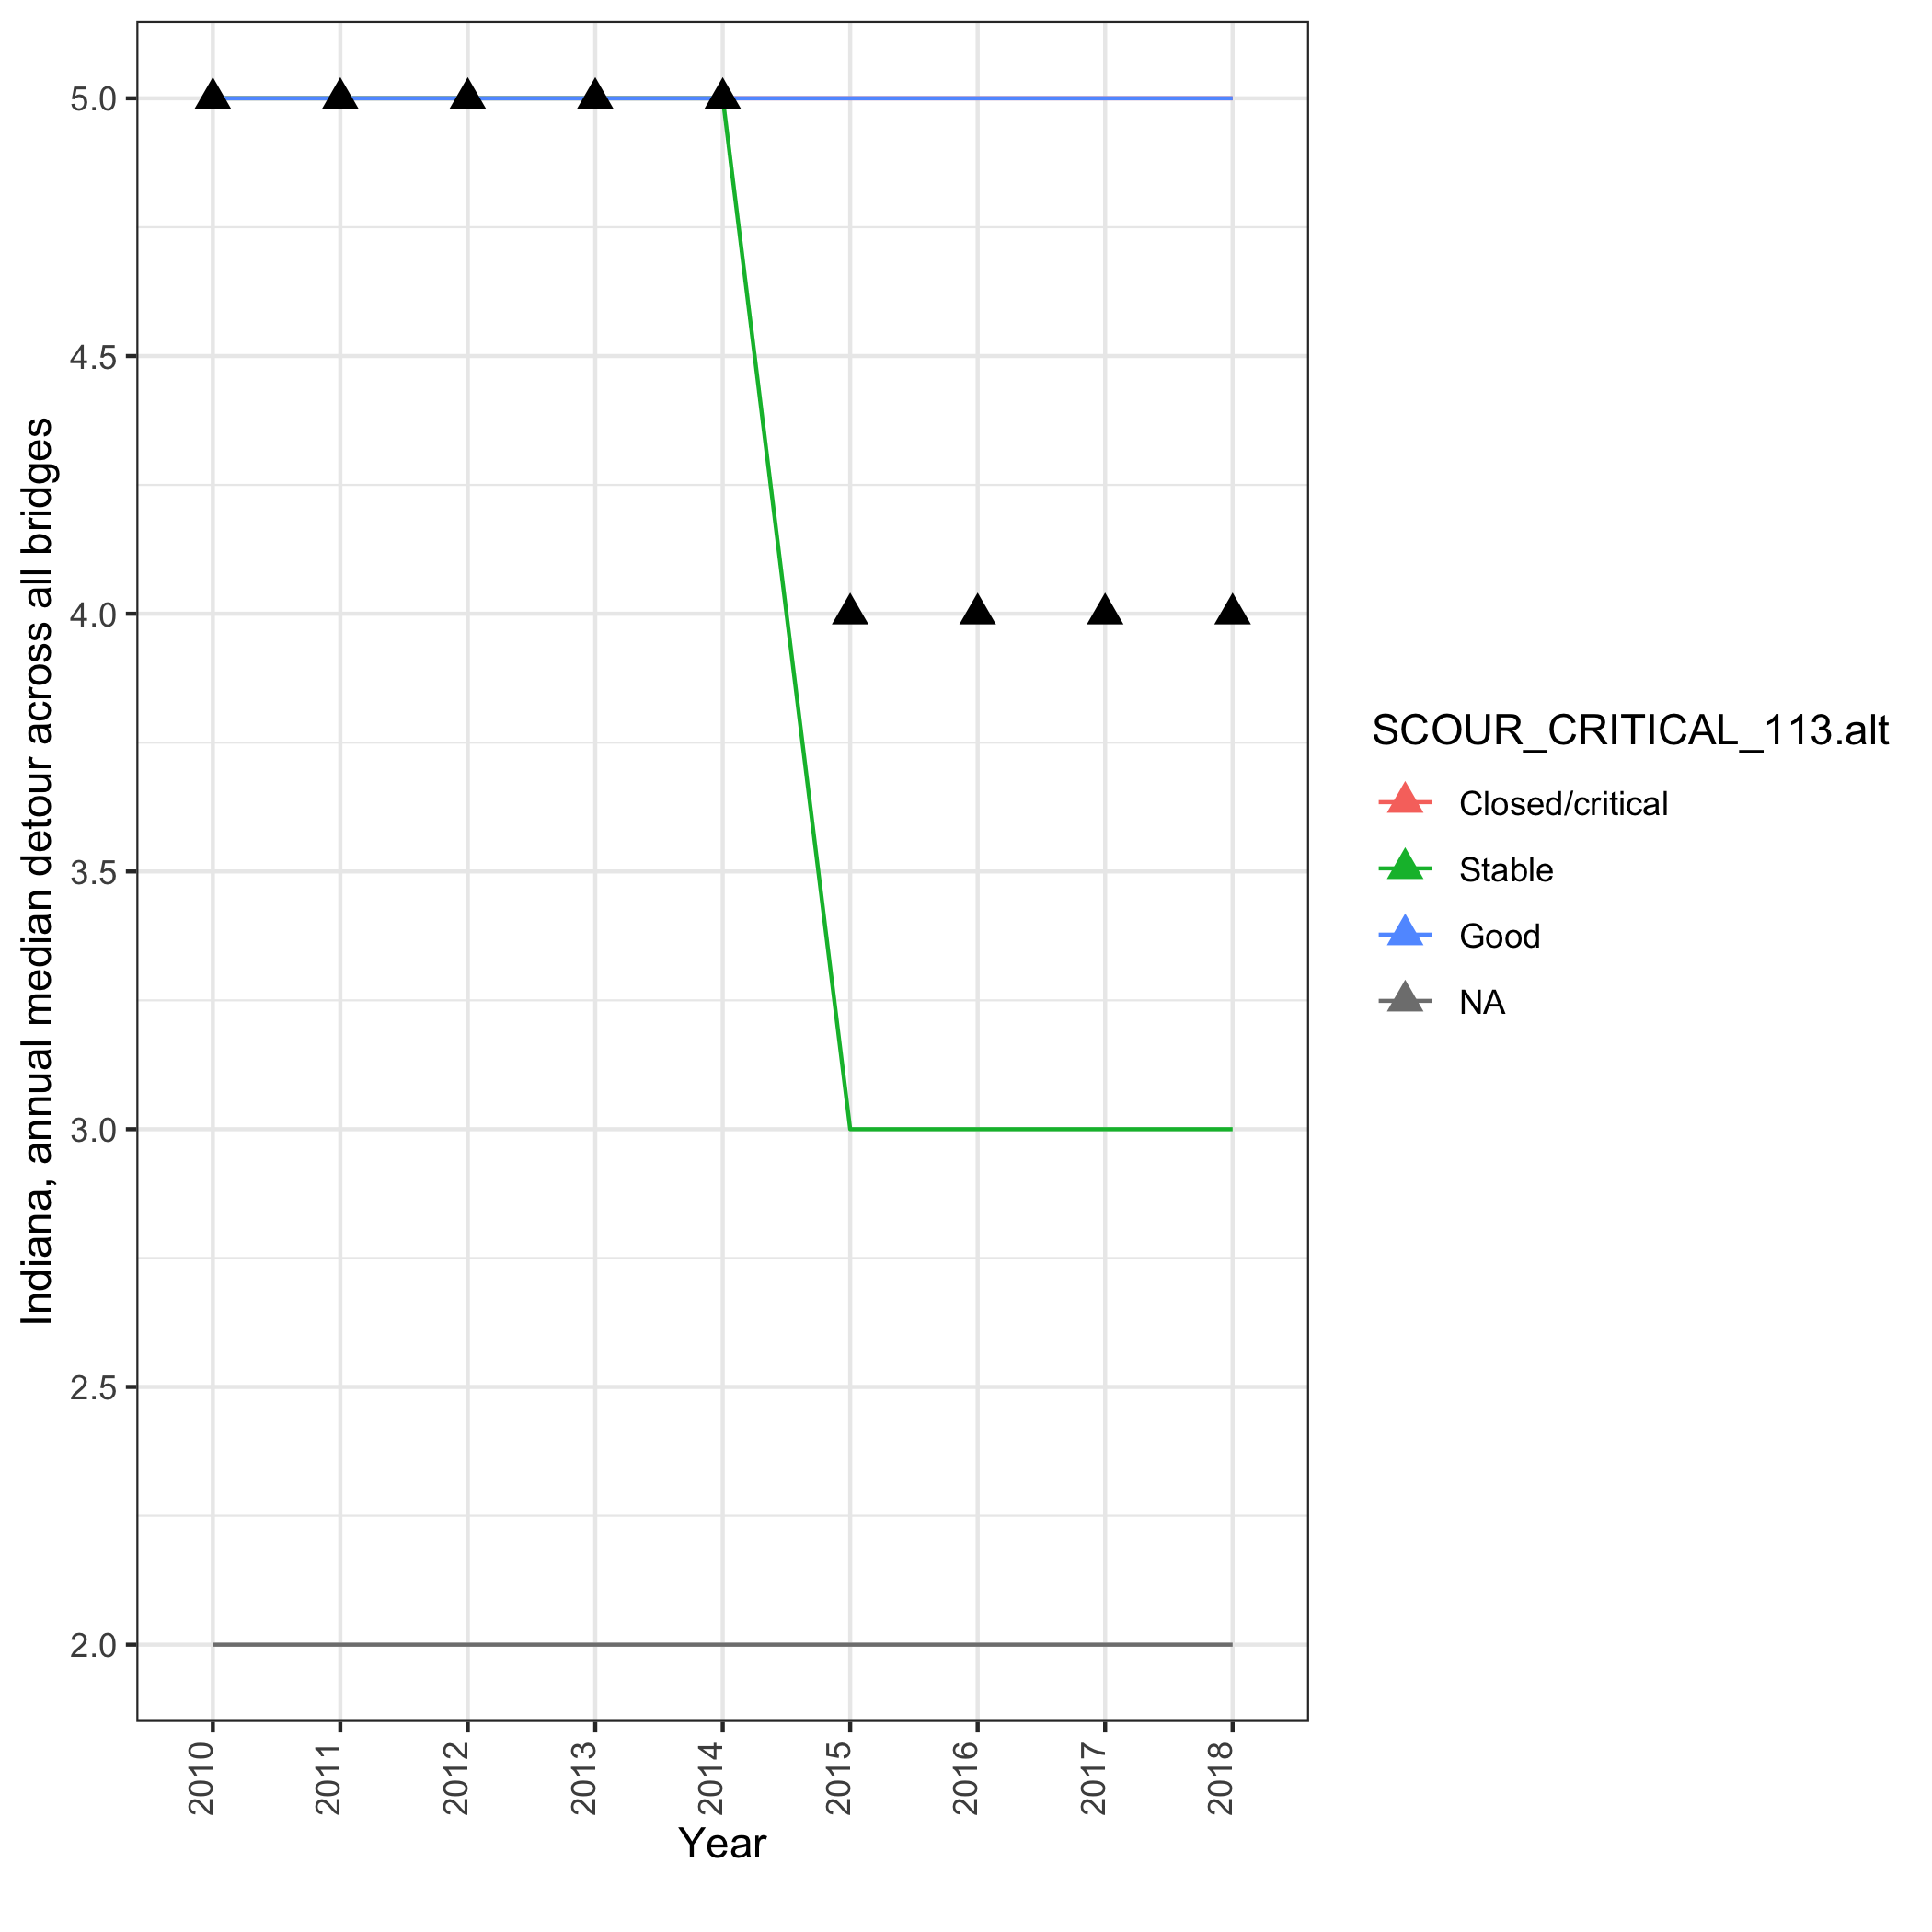 Indiana, annual median detour across all bridges
5.0
4.5
4.0
3.5
3.0
2.5
2.0
2010
2011
2012
2013
2014
2015
2016
2017
2018
Year
SCOUR_CRITICAL_113.alt
Closed/critical
Stable
Good
NA